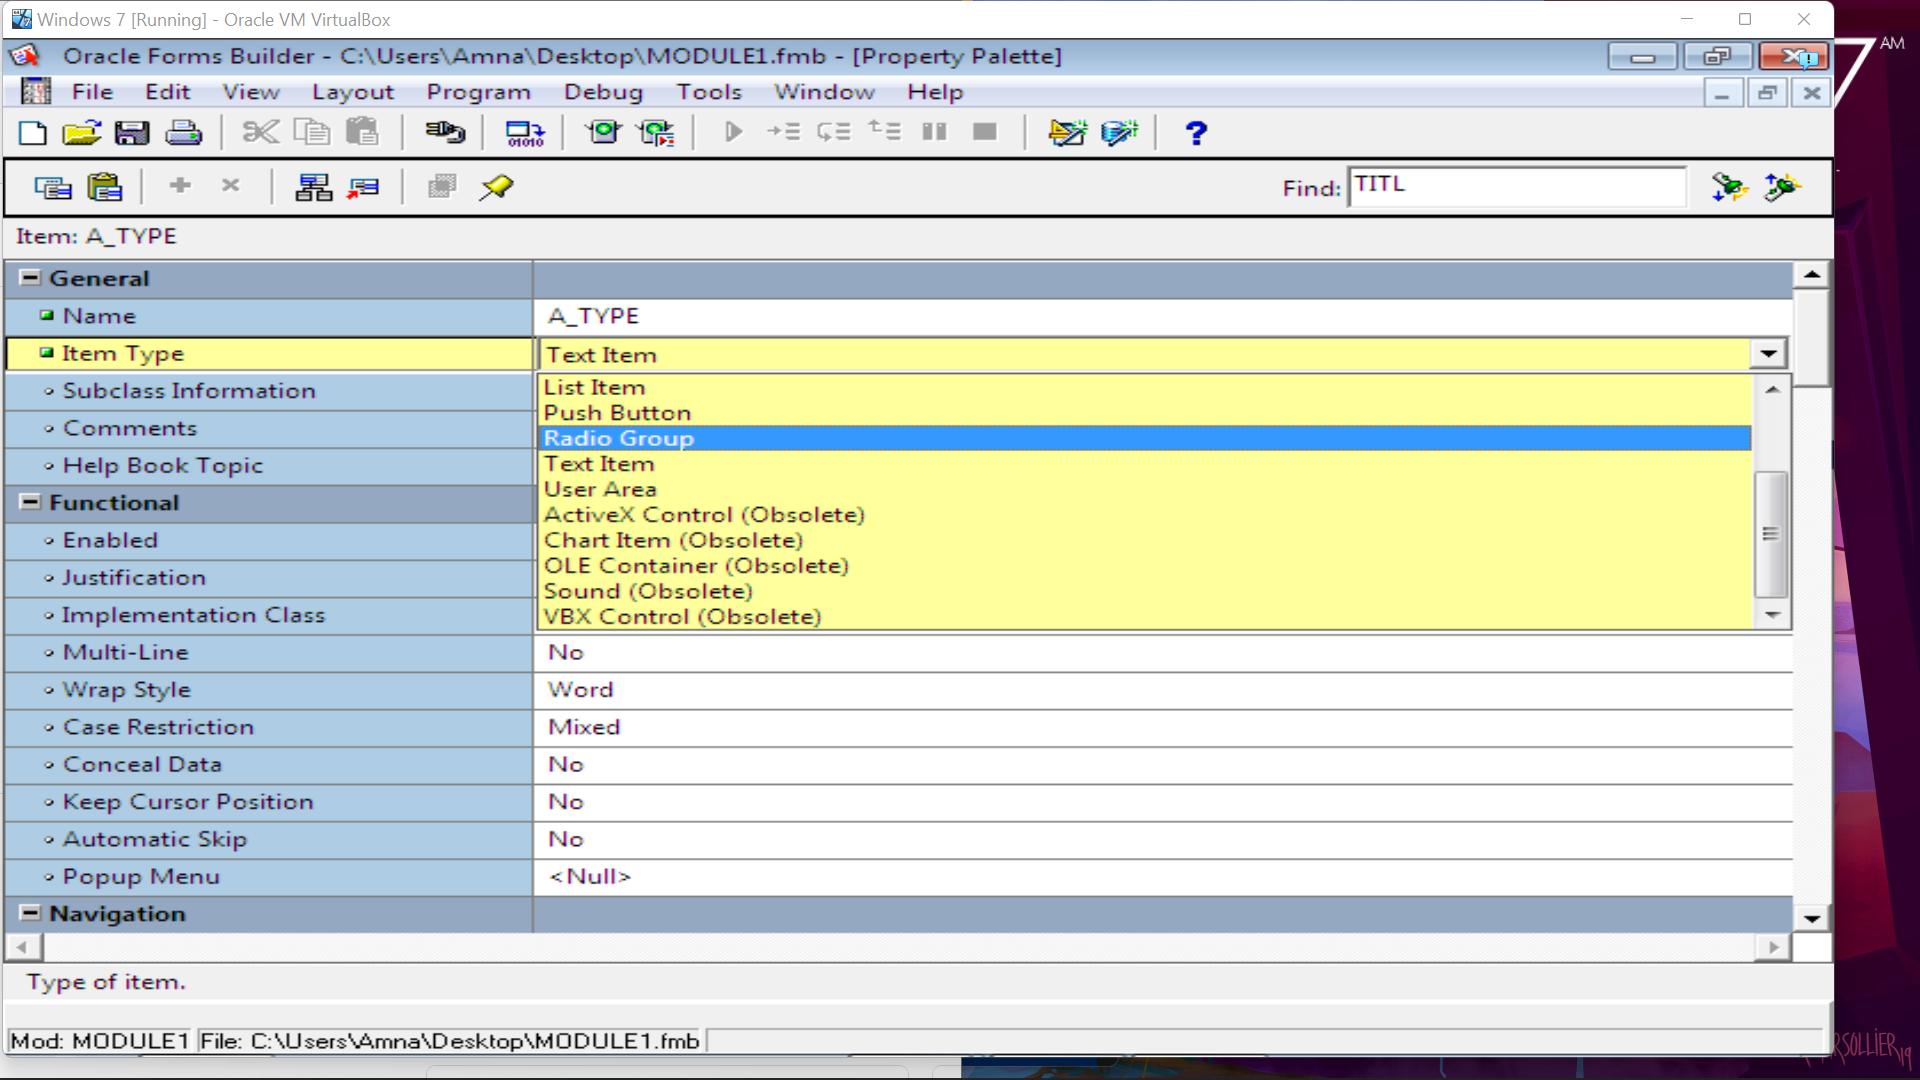 Windows 7 [Running] - Oracle VM VirtualBox
Oracle Forms Builder - C:\Users\Amna\Desktop\MODULE1.fmb - [Property Palette]
File Edit View Layout Program Debug Tools Window Help
Find: TITL
Item: A_TYPE
General
Name A_TYPE
Item Type Text Item
Subclass Information
Comments
Help Book Topic
Functional
Enabled
Justification
Implementation Class
List Item
Push Button
Radio Group
Text Item
User Area
ActiveX Control (Obsolete)
Chart Item (Obsolete)
OLE Container (Obsolete)
Sound (Obsolete)
VBX Control (Obsolete)
Multi-Line No
Wrap Style Word
Case Restriction Mixed
Conceal Data No
Keep Cursor Position No
Automatic Skip No
Popup Menu <Null>
Navigation
Type of item.
Mod: MODULE1 File: C:\Users\Amna\Desktop\MODULE1.fmb
7 AM